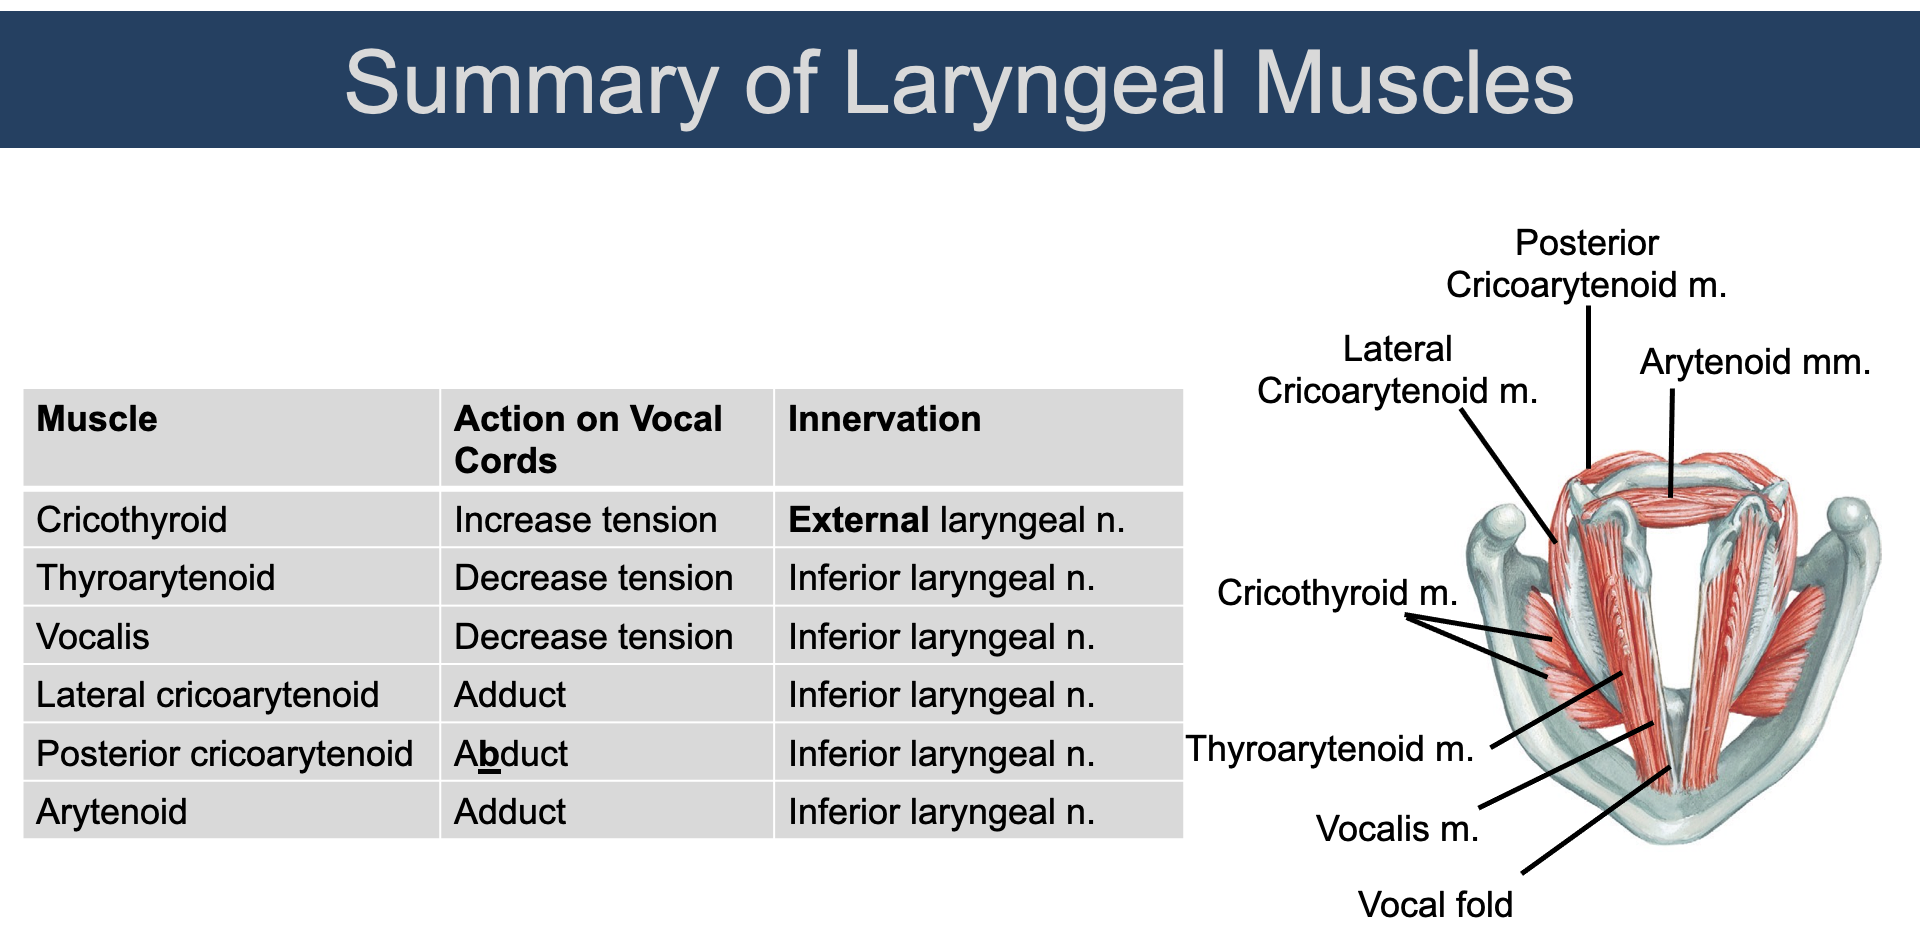 Summary of Laryngeal Muscles
Muscle
Action on Vocal
Cords
Innervation
Cricothyroid
Increase tension
External laryngeal n.
Thyroarytenoid
Decrease tension
Inferior laryngeal n.
Vocalis
Decrease tension
Inferior laryngeal n.
Lateral cricoarytenoid
Adduct
Inferior laryngeal n.
Posterior cricoarytenoid
Abduct
Inferior laryngeal n.
Arytenoid
Adduct
Inferior laryngeal n.
Posterior
Cricoarytenoid m.
Lateral
Cricoarytenoid m.
Arytenoid mm.
Cricothyroid m.
Thyroarytenoid m.
Vocalis m.
Vocal fold